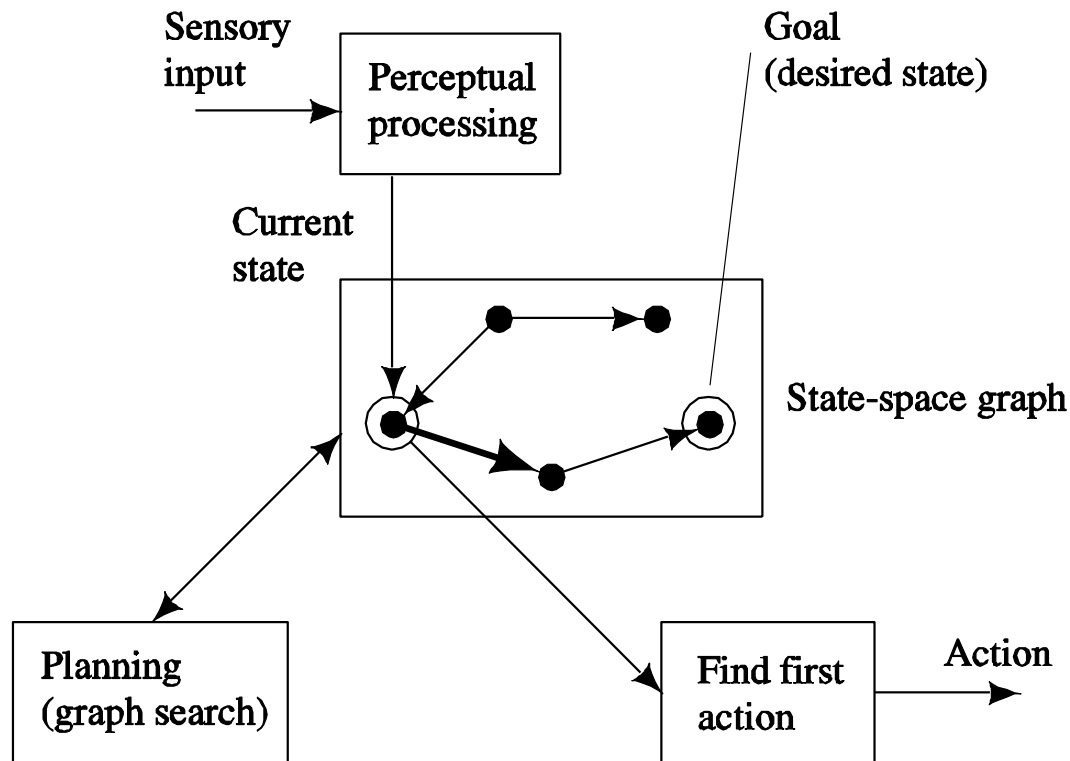 Sensory
input
Perceptual
processing
Goal
(desired state)
Current
state
State-space graph
Planning
(graph search)
Find first
action
Action